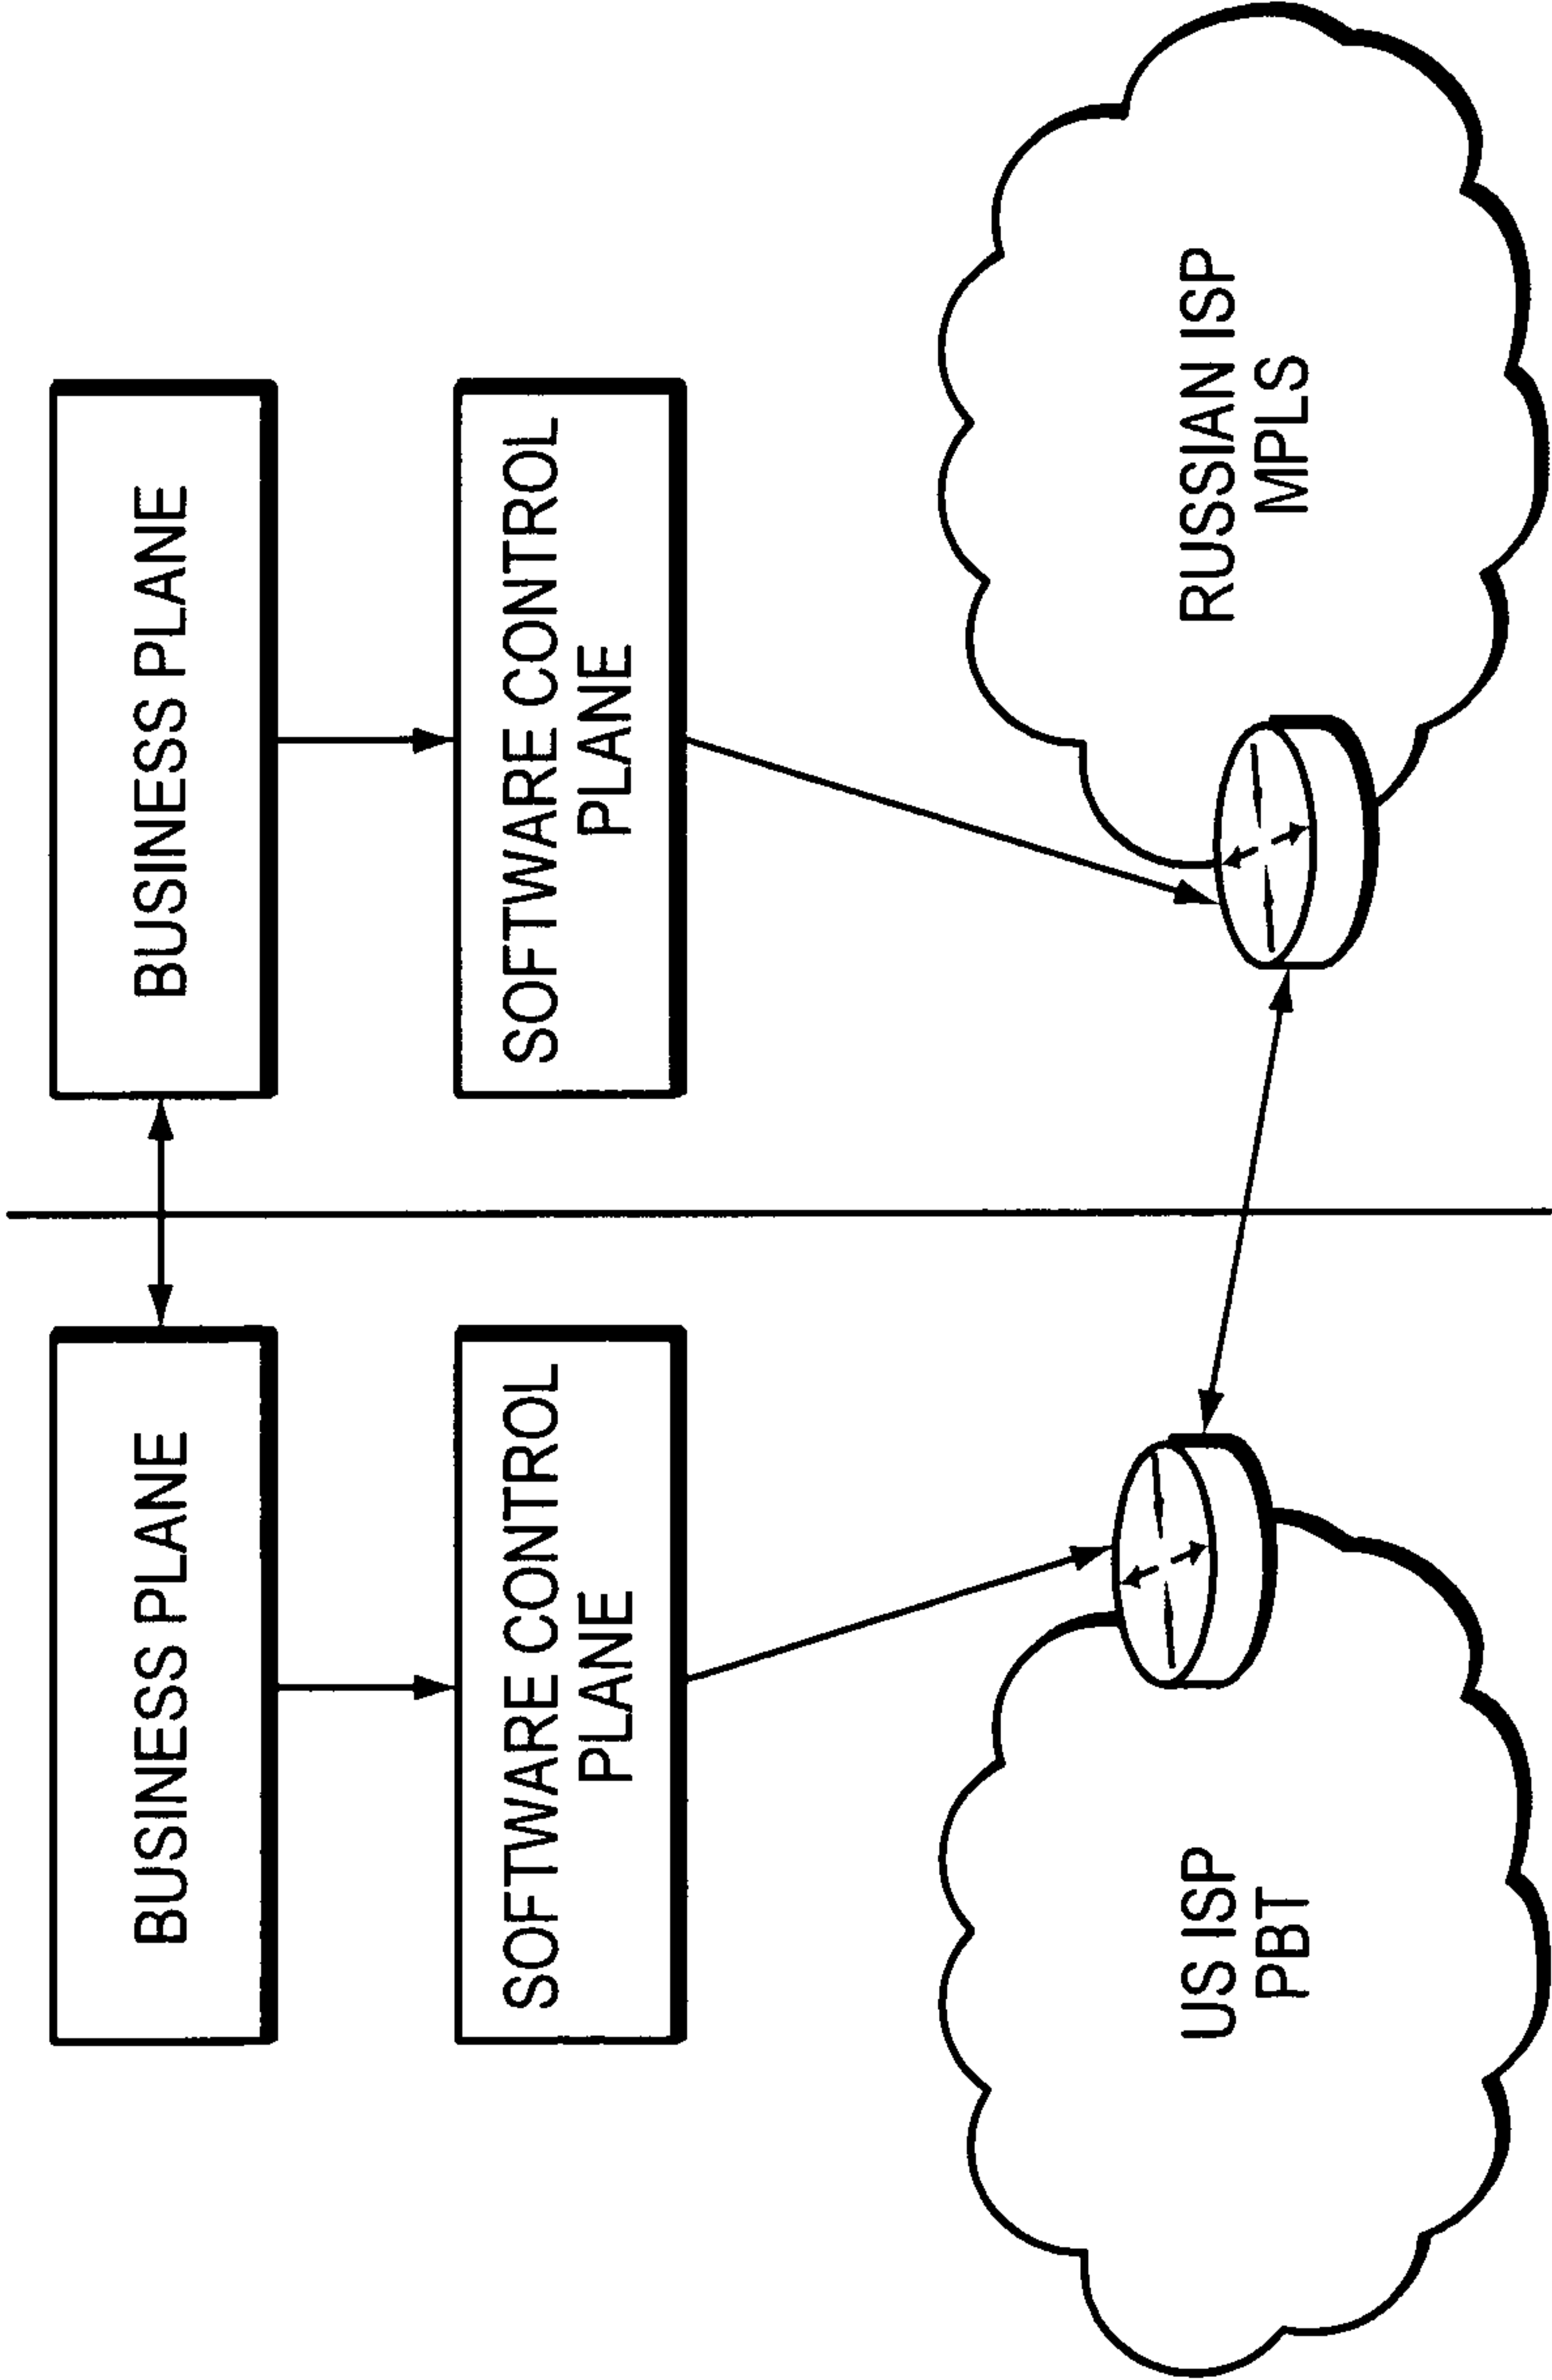 BUSINESS PLANE
BUSINESS PLANE
SOFTWARE CONTROL
PLANE
SOFTWARE CONTROL
PLANE
US ISP
PBT
RUSSIAN ISP
MPLS